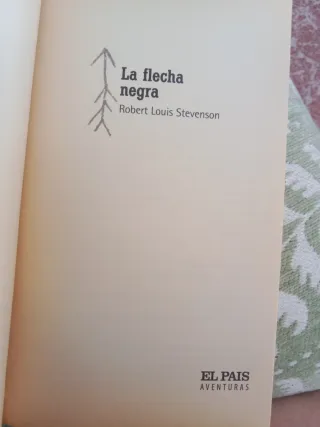 La flecha
negra
Robert Louis Stevenson
EL PAIS
AVENTURAS